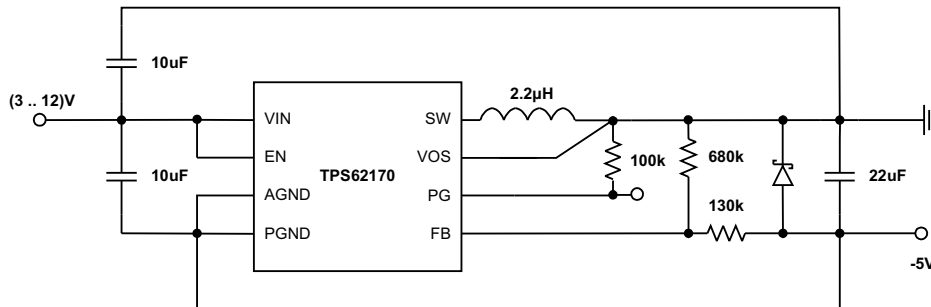 10uF
(3 .. 12)V
2.2µH
VIN
SW
EN
VOS
TPS62170
100k
680k
10uF
22uF
AGND
PG
130k
PGND
FB
-5V